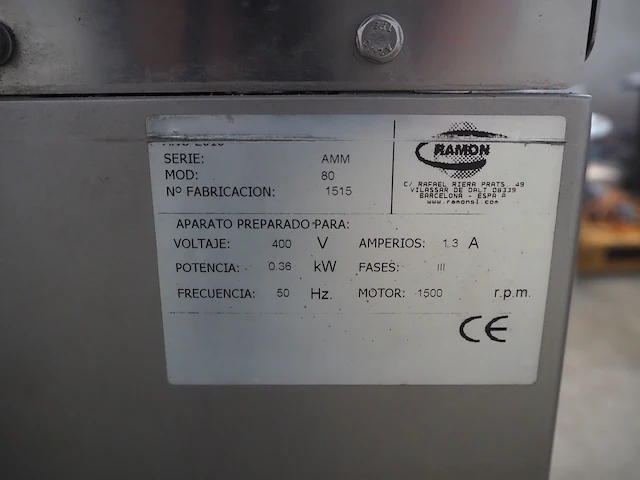 SERIE: AMM
MOD: 80
Nº FABRICACION: 1515
RAMON
C/ RAFAEL RIERA PRATS, 49
VILASSAR DE DALT 08339
BARCELONA - ESPAÑA
www.ramonsl.com
APARATO PREPARADO PARA:
VOLTAJE: 400 V AMPERIOS: 1.3 A
POTENCIA: 0.36 kW FASES: III
FRECUENCIA: 50 Hz. MOTOR: 1500 r.p.m.
CE